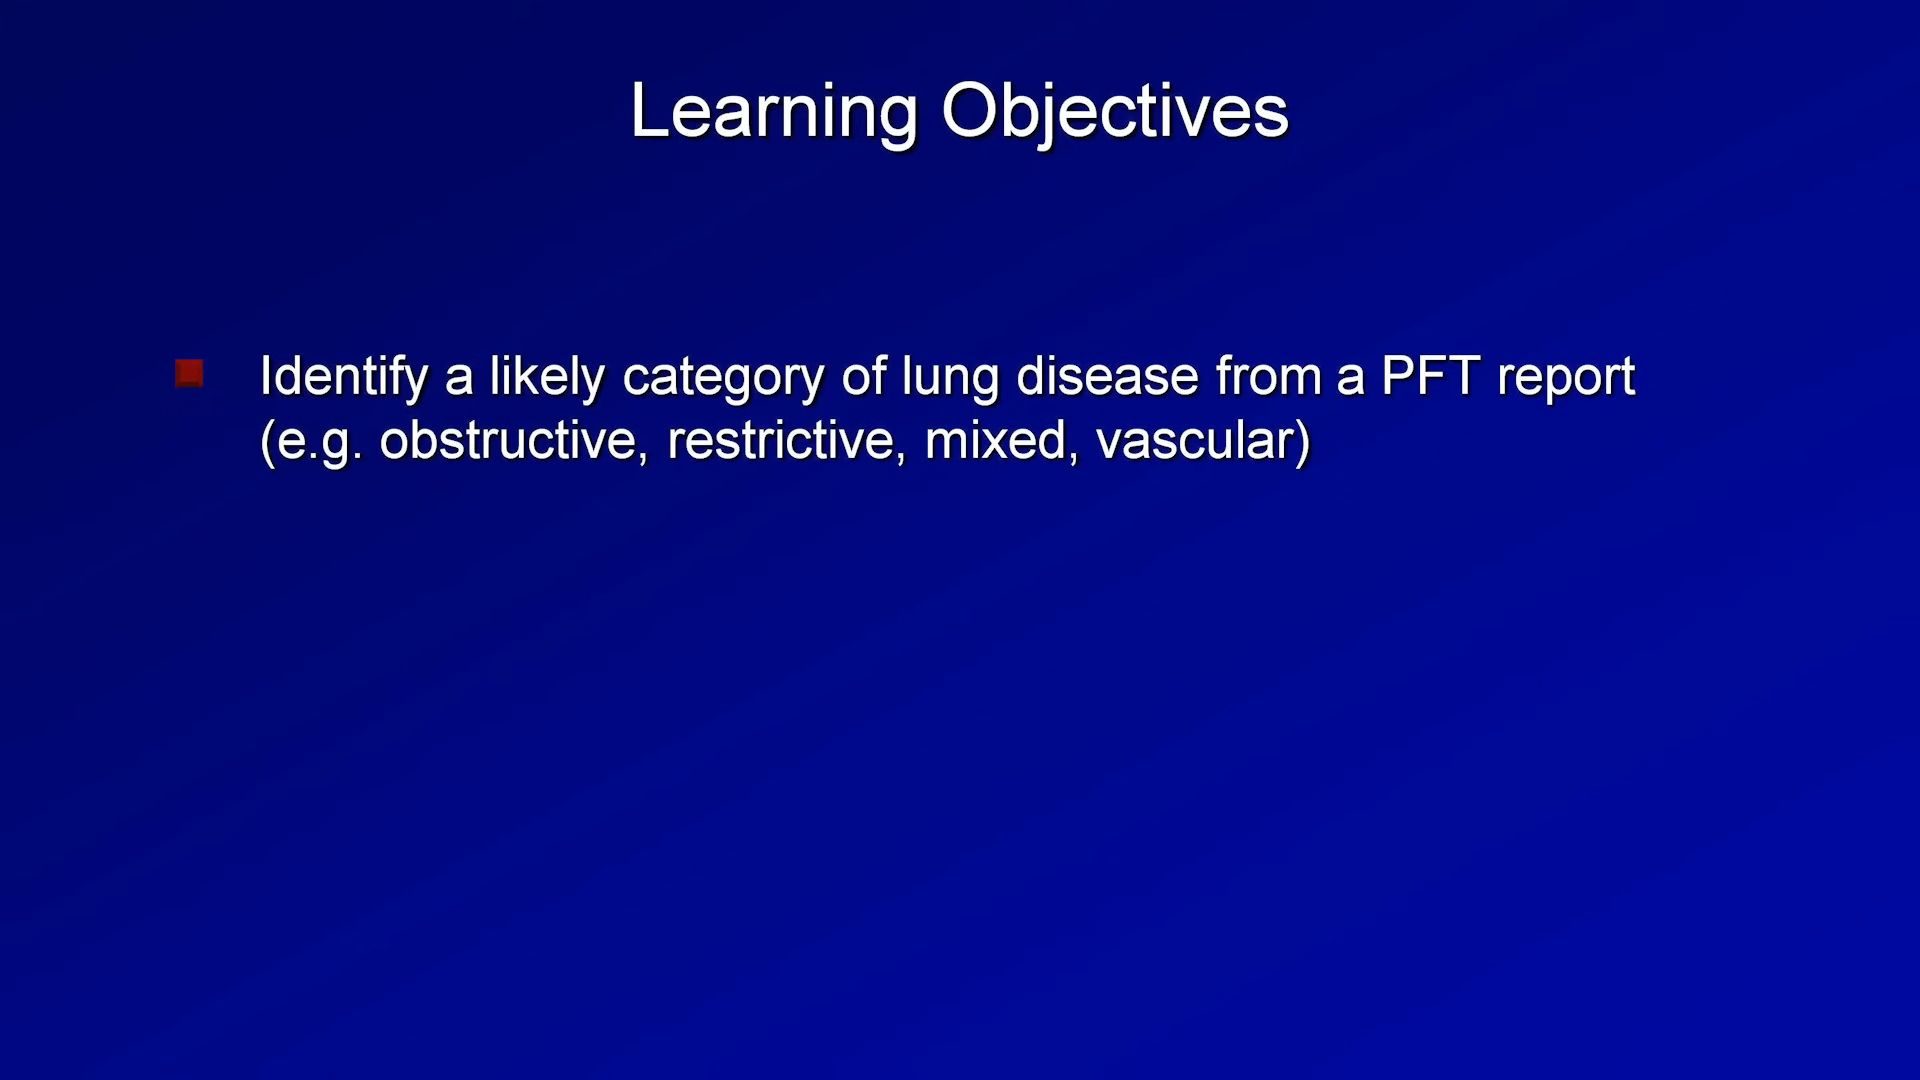 Learning Objectives
Identify a likely category of lung disease from a PFT report
(e.g. obstructive, restrictive, mixed, vascular)